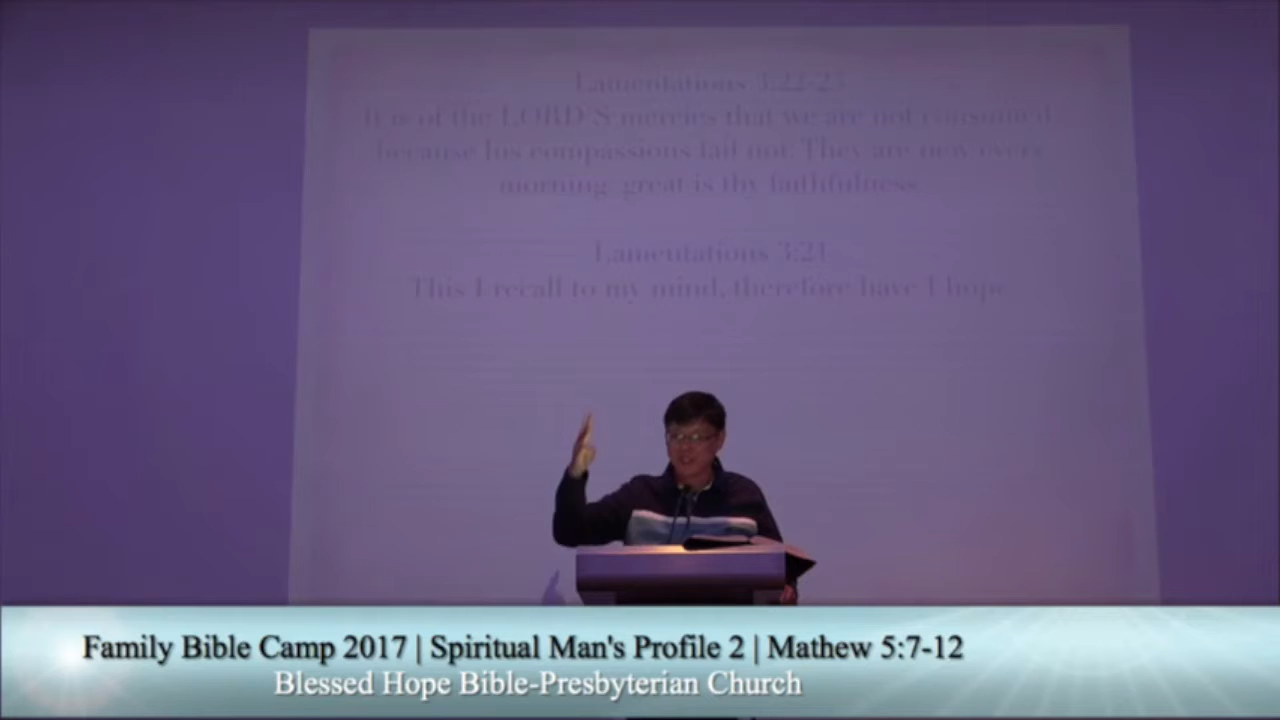 Lamentations 3:22-23
It is of the LORD'S mercies that we are not consumed
because his compassions fail not. They are new every
morning: great is thy faithfulness
Lamentations 3:21
This I recall to my mind, therefore have I hope
Family Bible Camp 2017 | Spiritual Man's Profile 2 | Mathew 5:7-12
Blessed Hope Bible-Presbyterian Church